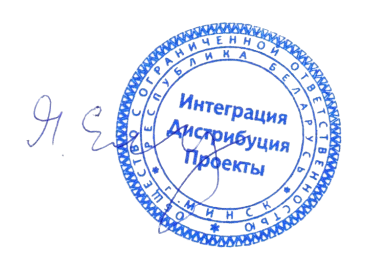 ОБЩЕСТВО С ОГРАНИЧЕННОЙ ОТВЕТСТВЕННОСТЬЮ
РЕСПУБЛИКА БЕЛАРУСЬ
Интеграция
Дистрибуция
Проекты
* г. МИНСК *